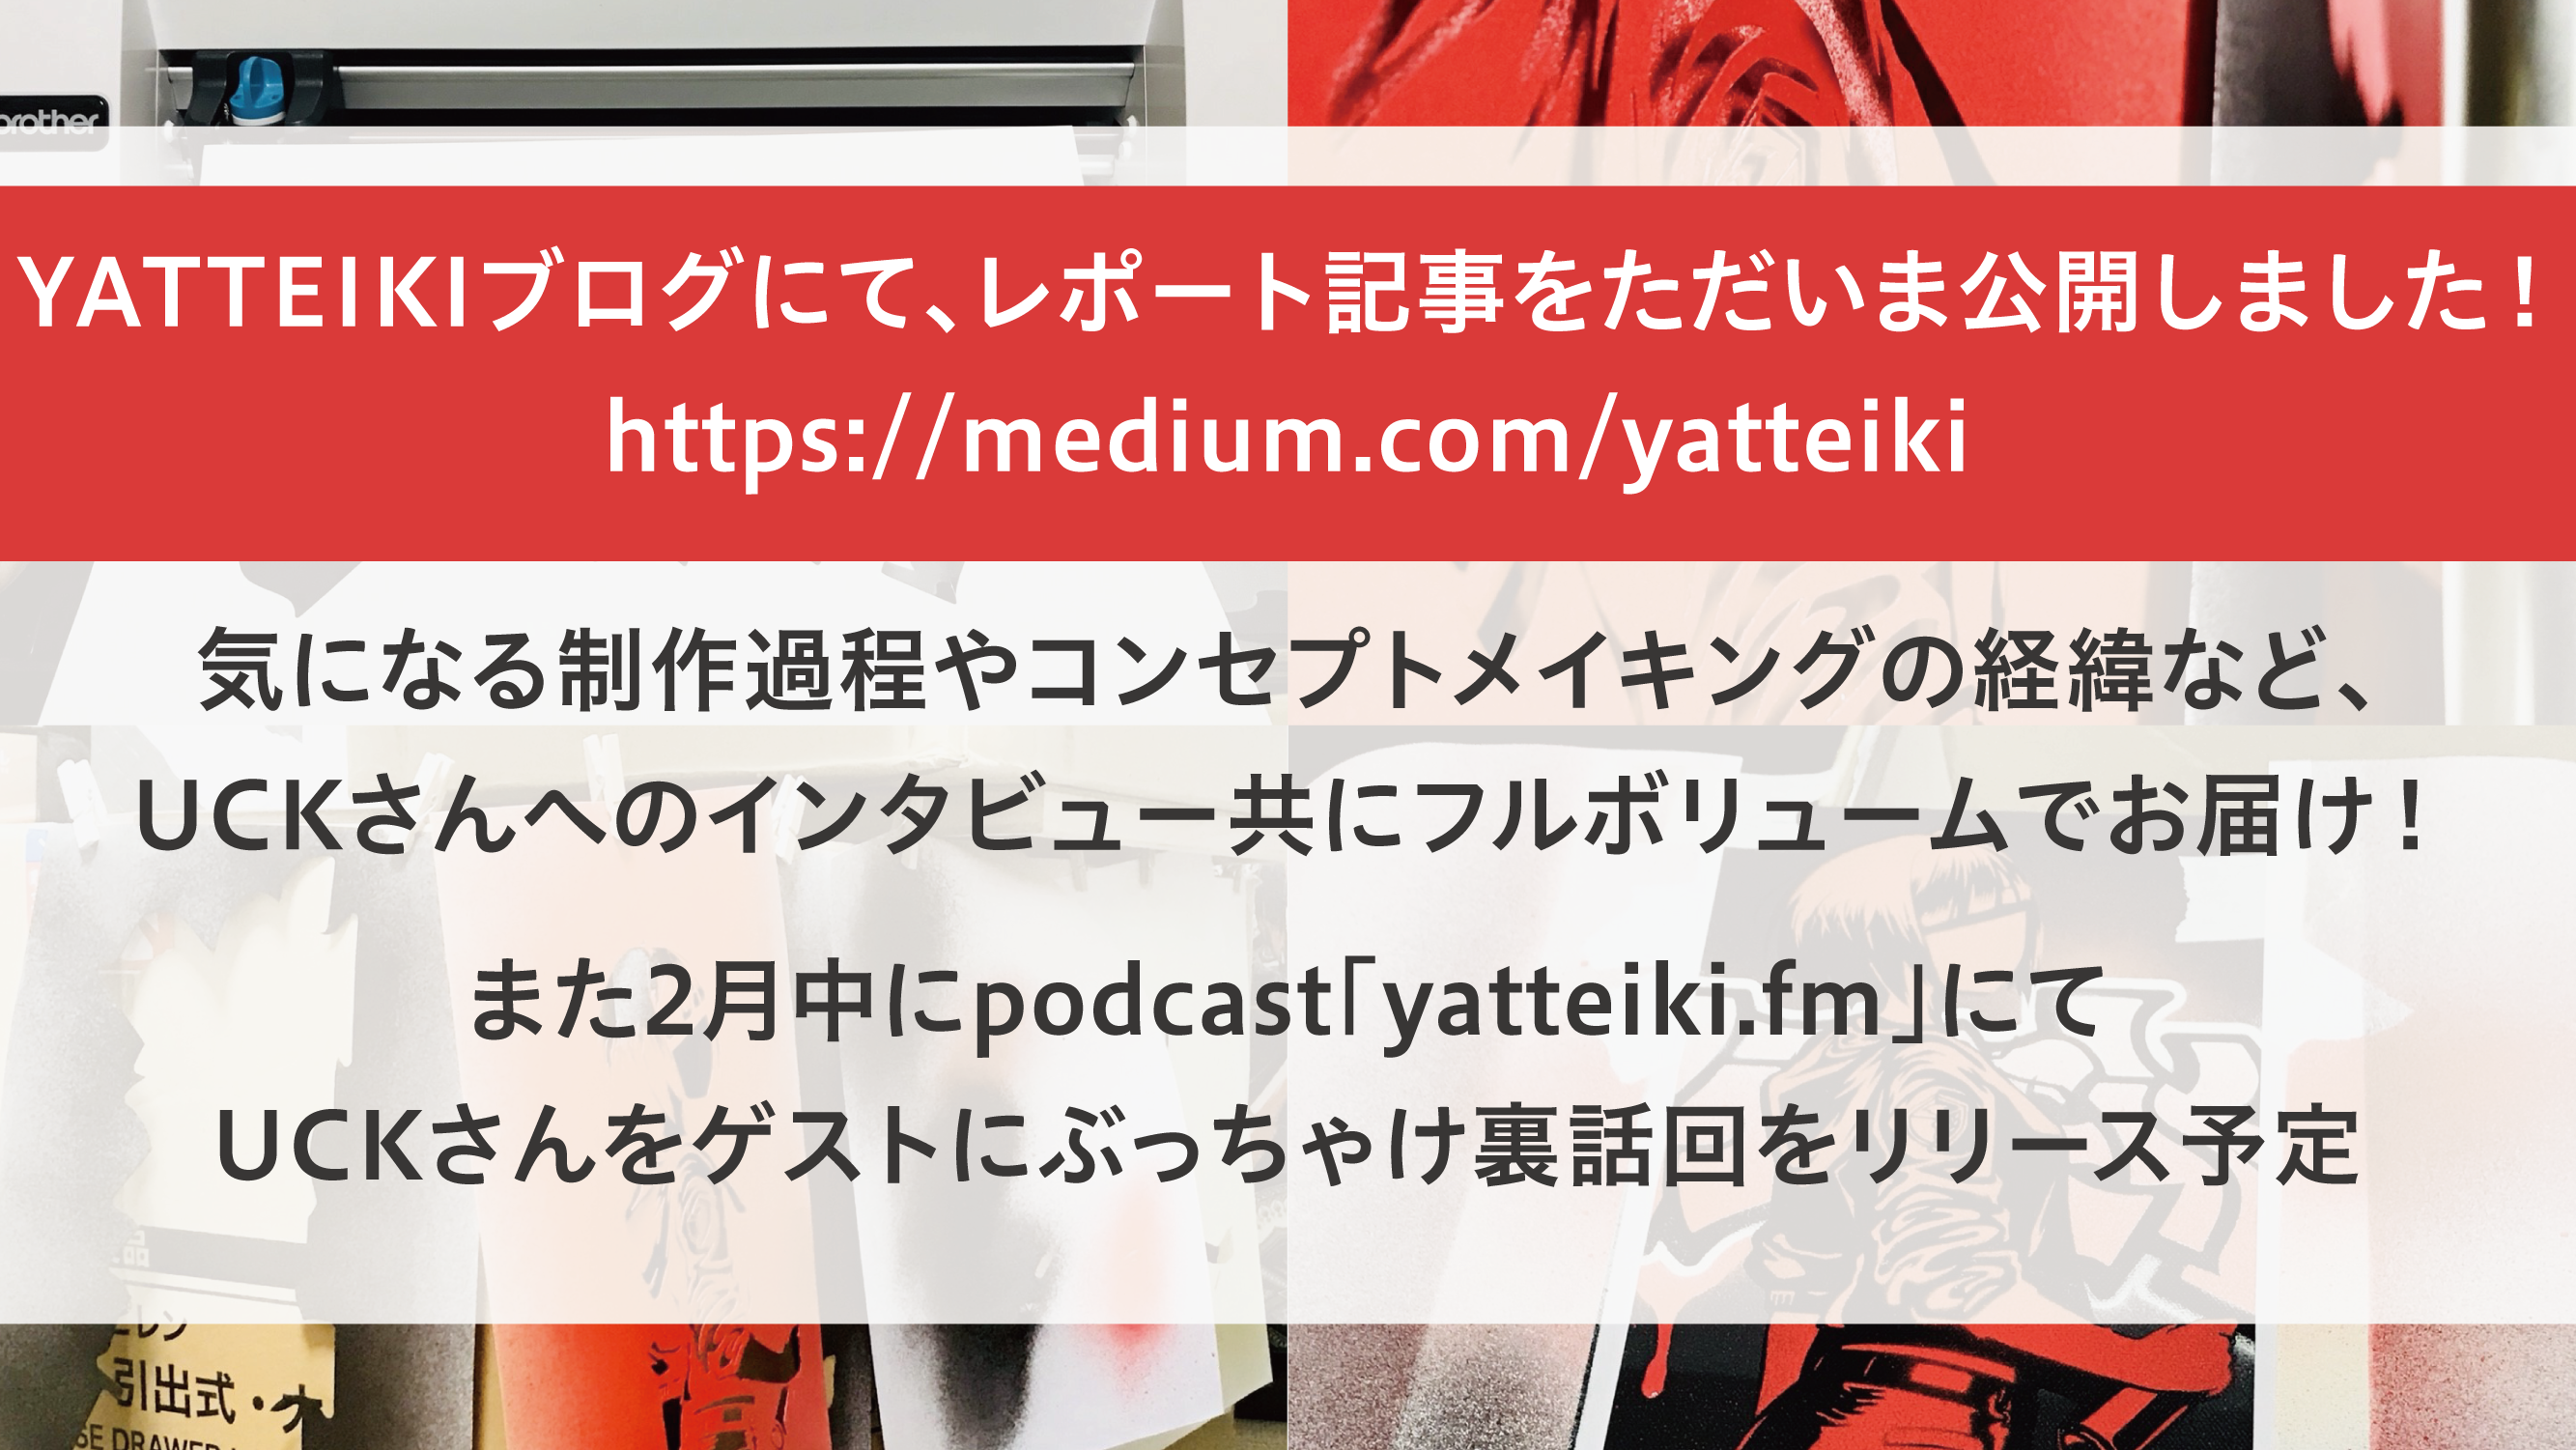 brother
YATTEIKIブログにて、レポート記事をただいま公開しました！
https://medium.com/yatteiki
気になる制作過程やコンセプトメイキングの経緯など、
UCKさんへのインタビュー共にフルボリュームでお届け！
また2月中にpodcast「yatteiki.fm」にて
UCKさんをゲストにぶっちゃけ裏話回をリリース予定
引出式・
DRAWER